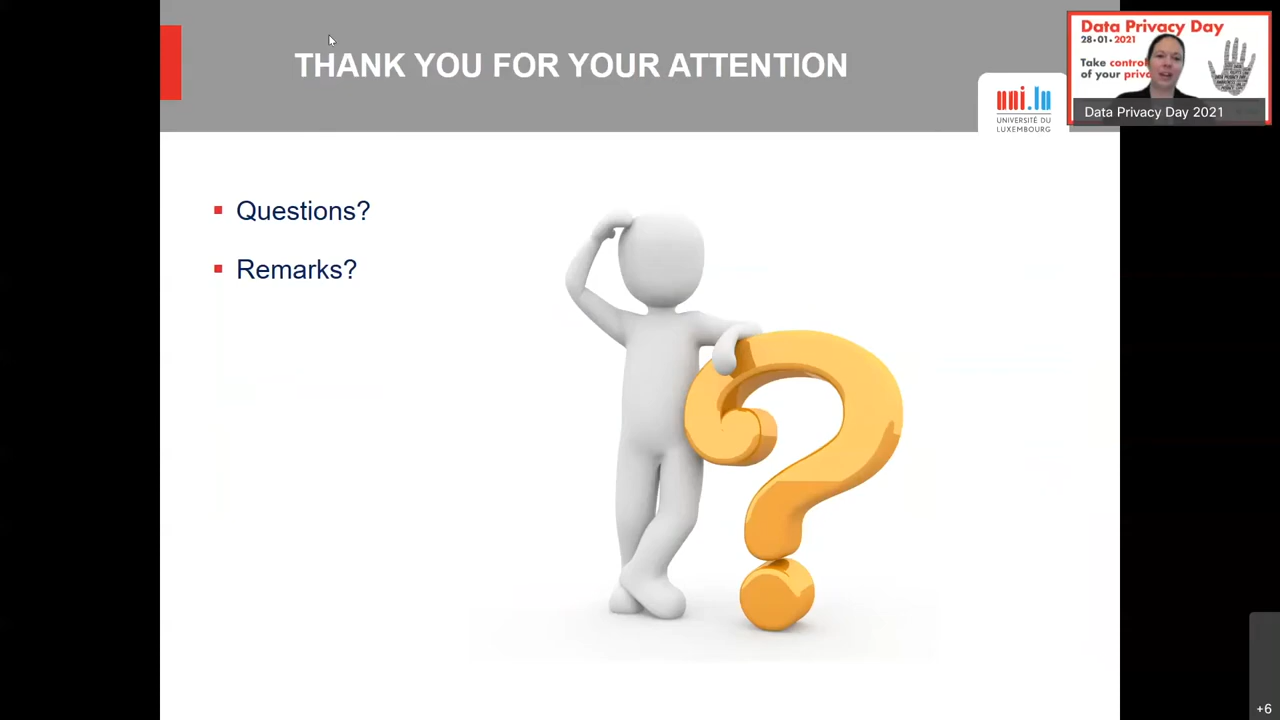 THANK YOU FOR YOUR ATTENTION
uni.lu
UNIVERSITÉ DU
LUXEMBOURG
Data Privacy Day
28•01•2021
Take control
of your priva
Data Privacy Day 2021
Questions?
Remarks?
+6